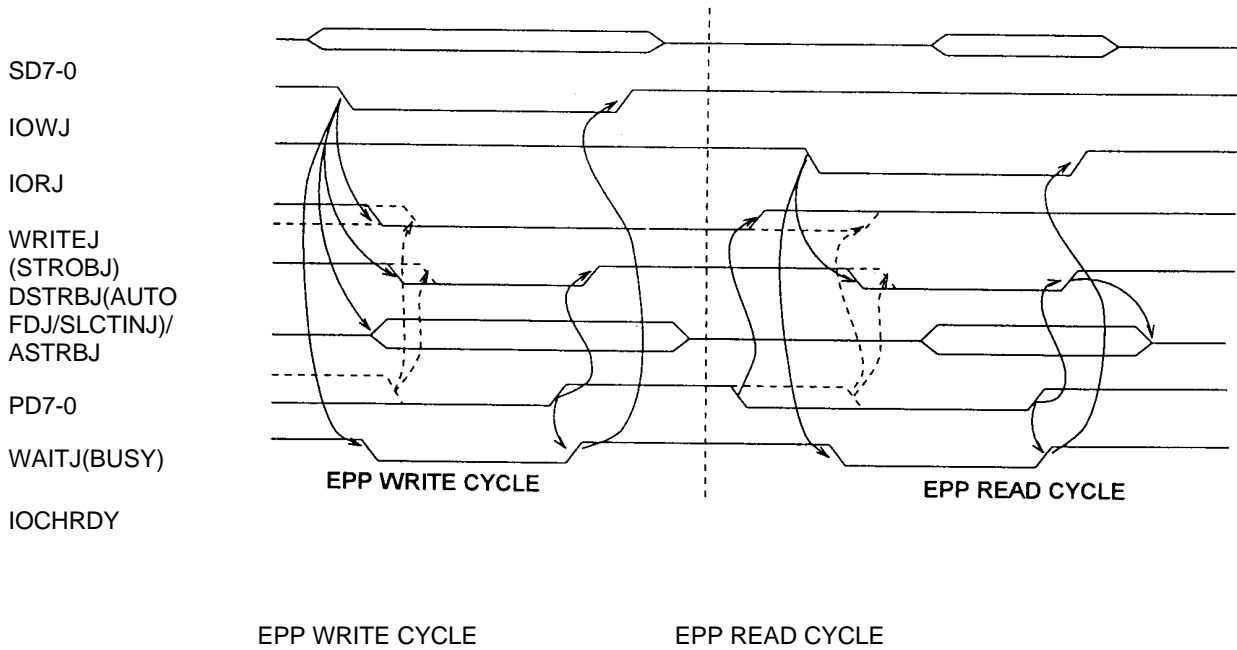 SD7-0
IOWJ
IORJ
WRITEJ
(STROBJ)
DSTRBJ(AUTO
FDJ/SLCTINJ)/
ASTRBJ
PD7-0
WAITJ(BUSY)
IOCHRDY
EPP WRITE CYCLE
EPP READ CYCLE
EPP WRITE CYCLE
EPP READ CYCLE